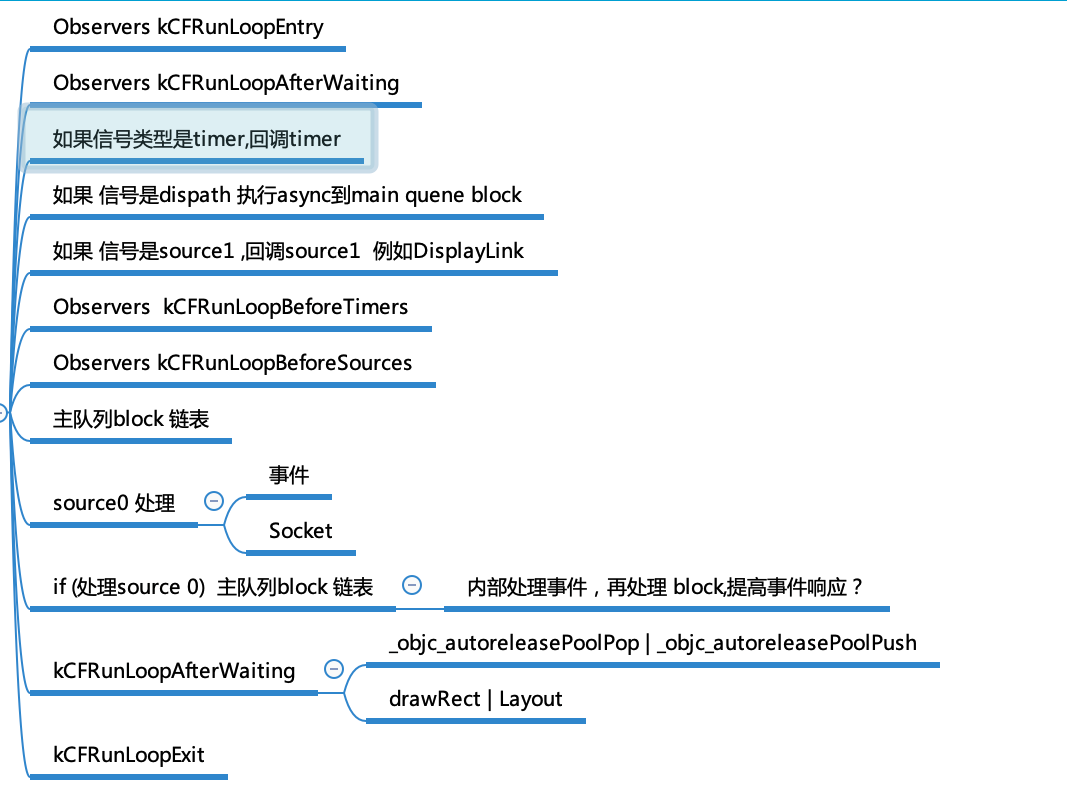 Observers kCFRunLoopEntry
Observers kCFRunLoopAfterWaiting
如果信号类型是timer,回调timer
如果 信号是dispath 执行async到main quene block
如果 信号是source1 ,回调source1 例如DisplayLink
Observers kCFRunLoopBeforeTimers
Observers kCFRunLoopBeforeSources
主队列block 链表
source0 处理
事件
Socket
if (处理source 0) 主队列block 链表
内部处理事件，再处理 block,提高事件响应？
kCFRunLoopAfterWaiting
_objc_autoreleasePoolPop | _objc_autoreleasePoolPush
drawRect | Layout
kCFRunLoopExit